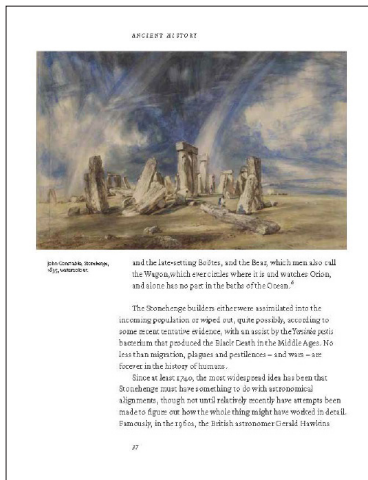 ANCIENT HISTORY
John Constable, Stonehenge,
1835, watercolour.
and the late-setting Boötes, and the Bear, which men also call
the Wagon, which ever circles where it is and watches Orion,
and alone has no part in the baths of the Ocean.6
The Stonehenge builders either were assimilated into the
incoming population or wiped out, quite possibly, according to
some recent tentative evidence, with an assist by the Yersinia pestis
bacterium that produced the Black Death in the Middle Ages. No
less than migration, plagues and pestilences – and wars – are
forever in the history of humans.
Since at least 1740, the most widespread idea has been that
Stonehenge must have something to do with astronomical
alignments, though not until relatively recently have attempts been
made to figure out how the whole thing might have worked in detail.
Famously, in the 1960s, the British astronomer Gerald Hawkins
27